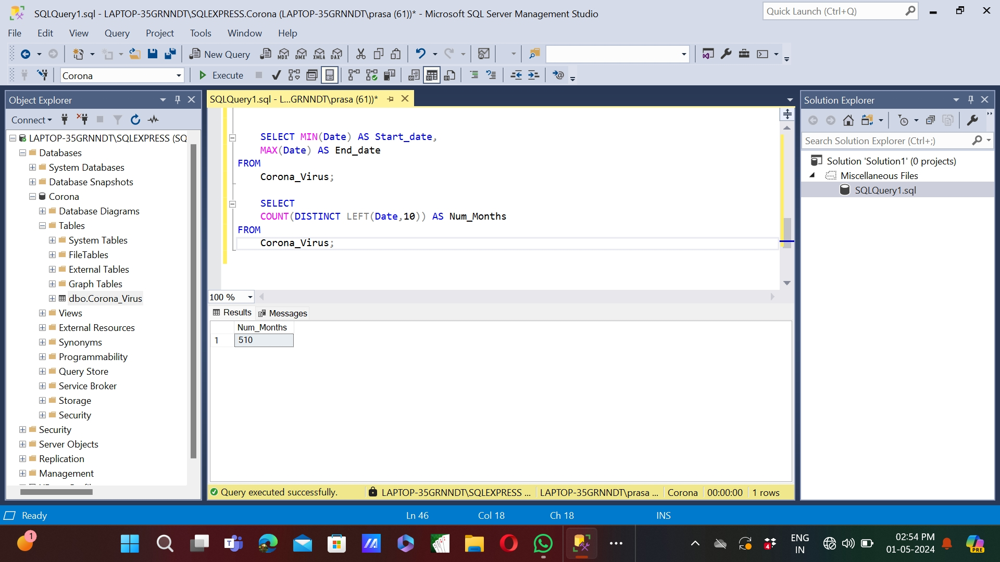 SQLQuery1.sql - LAPTOP-35GRNNDT\SQLEXPRESS.Corona (LAPTOP-35GRNNDT\prasa (61))* - Microsoft SQL Server Management Studio
Quick Launch (Ctrl+Q)
File Edit View Query Project Tools Window Help
New Query
MDX DMX XMLA DAX
Corona
Execute
Object Explorer
Connect
LAPTOP-35GRNNDT\SQLEXPRESS (SQ
Databases
System Databases
Database Snapshots
Corona
Database Diagrams
Tables
System Tables
FileTables
External Tables
Graph Tables
dbo.Corona_Virus
Views
External Resources
Synonyms
Programmability
Query Store
Service Broker
Storage
Security
Security
Server Objects
Replication
Management
SQLQuery1.sql - L...GRNNDT\prasa (61))*
SELECT MIN(Date) AS Start_date,
MAX(Date) AS End_date
FROM
Corona_Virus;
SELECT
COUNT(DISTINCT LEFT(Date,10)) AS Num_Months
FROM
Corona_Virus;
100 %
Results Messages
Num_Months
1 510
Query executed successfully. LAPTOP-35GRNNDT\SQLEXPRESS ... LAPTOP-35GRNNDT\prasa ... Corona 00:00:00 1 rows
Solution Explorer
Search Solution Explorer (Ctrl+;)
Solution 'Solution1' (0 projects)
Miscellaneous Files
SQLQuery1.sql
Ready Ln 46 Col 18 Ch 18 INS
1
4
ENG
IN
02:54 PM
01-05-2024
PRE